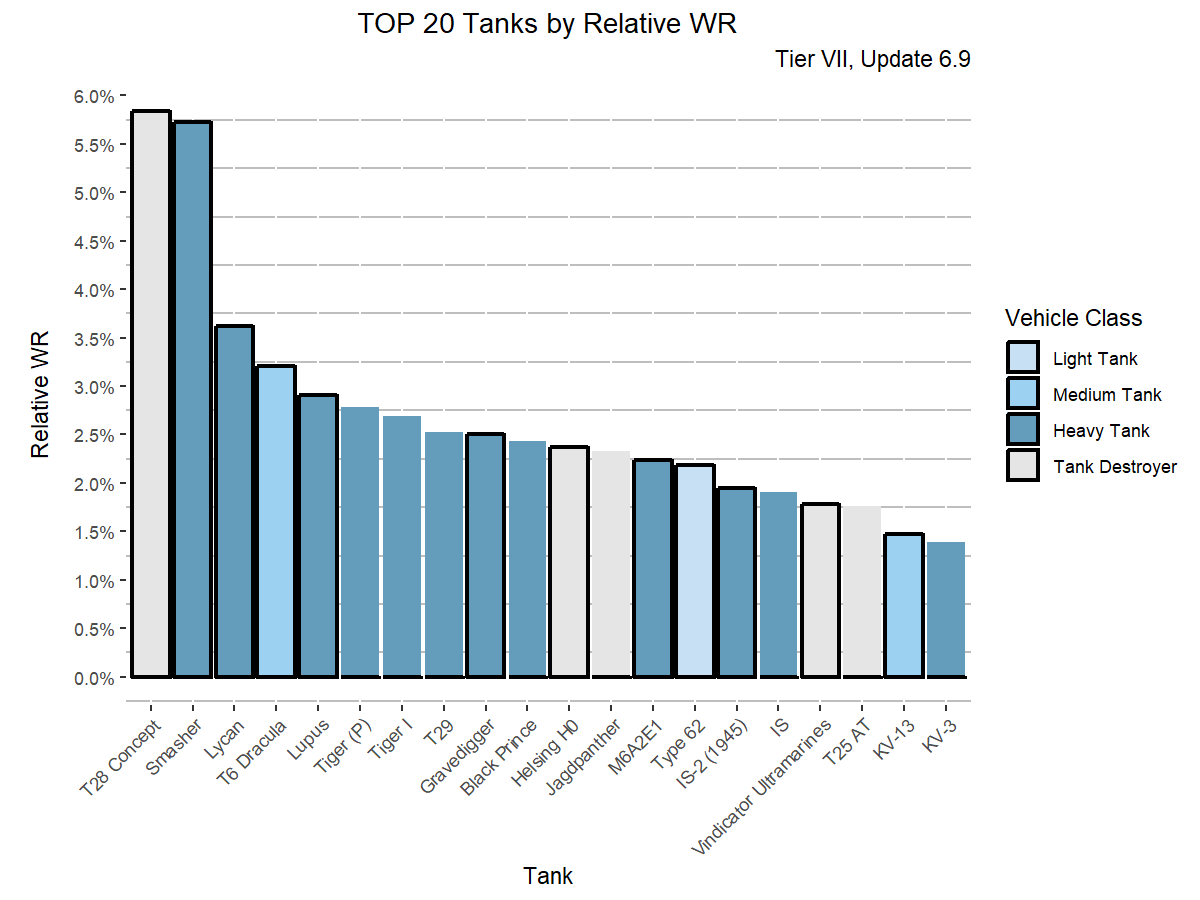 TOP 20 Tanks by Relative WR
Tier VII, Update 6.9
6.0%
5.5%
5.0%
4.5%
4.0%
3.5%
3.0%
2.5%
2.0%
1.5%
1.0%
0.5%
0.0%
Relative WR
T28 Concept
Smasher
Lycan
T6 Dracula
Lupus
Tiger (P)
Tiger I
T29
Gravedigger
Black Prince
Helsing H0
Jagdpanther
M6A2E1
Type 62
IS-2 (1945)
IS
Vindicator Ultramarines
T25 AT
KV-13
KV-3
Tank
Vehicle Class
Light Tank
Medium Tank
Heavy Tank
Tank Destroyer